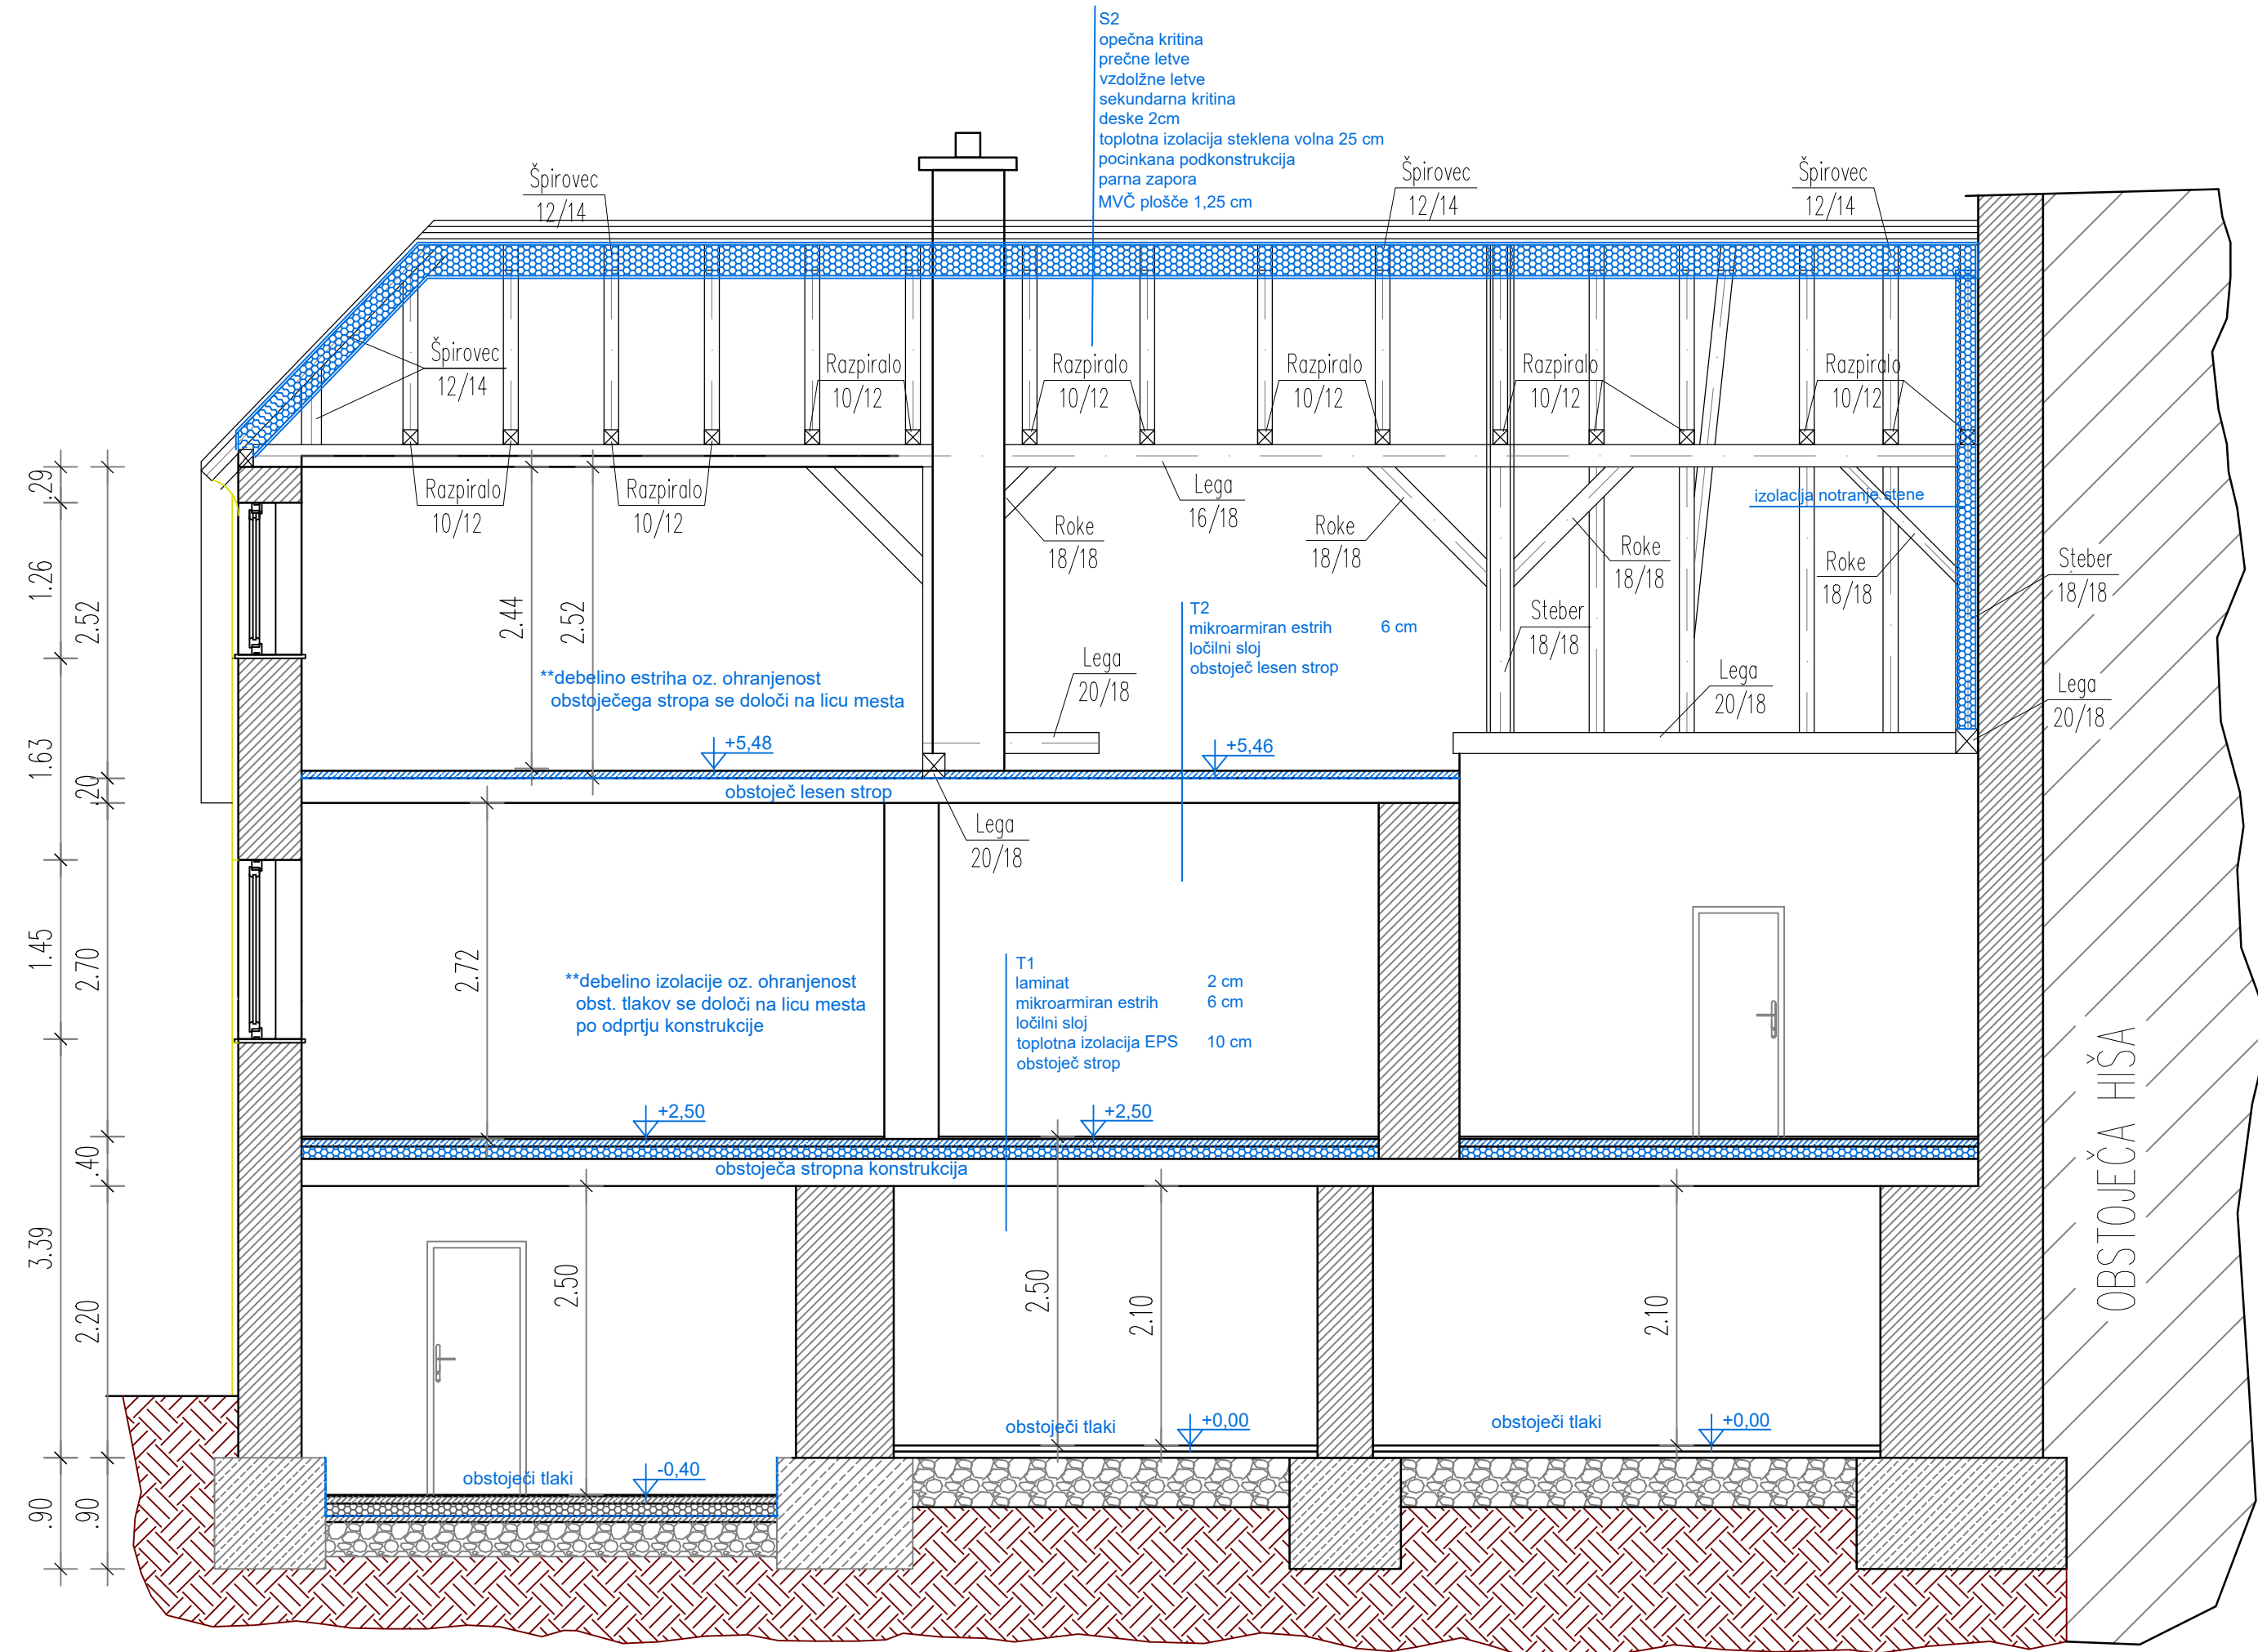 S2
opečna kritina
prečne letve
vzdolžne letve
sekundarna kritina
deske 2cm
toplotna izolacija steklena volna 25 cm
pocinkana podkonstrukcija
parna zapora
MVČ plošče 1,25 cm
Špirovec
12/14
Špirovec
12/14
Špirovec
12/14
Špirovec
12/14
Razpiralo
10/12
Razpiralo
10/12
Razpiralo
10/12
Razpiralo
10/12
Razpiralo
10/12
Razpiralo
10/12
Razpiralo
10/12
Lega
16/18
izolacija notranje stene
Roke
18/18
Roke
18/18
Roke
18/18
Roke
18/18
Steber
18/18
Steber
18/18
T2
mikroarmiran estrih 6 cm
ločilni sloj
obstoječ lesen strop
Lega
20/18
Lega
20/18
Lega
20/18
2.44
2.52
**debelino estriha oz. ohranjenost
obstoječega stropa se določi na licu mesta
+5,48
+5,46
obstoječ lesen strop
Lega
20/18
2.72
**debelino izolacije oz. ohranjenost
obst. tlakov se določi na licu mesta
po odprtju konstrukcije
T1
laminat 2 cm
mikroarmiran estrih 6 cm
ločilni sloj
toplotna izolacija EPS 10 cm
obstoječ strop
+2,50
+2,50
obstoječa stropna konstrukcija
2.50
2.50
2.10
2.10
obstoječi tlaki
+0,00
obstoječi tlaki
+0,00
obstoječi tlaki
-0,40
OBSTOJEČA HIŠA
.29
1.26
1.63
1.45
3.39
.90
2.52
.20
2.70
.40
2.20
.90